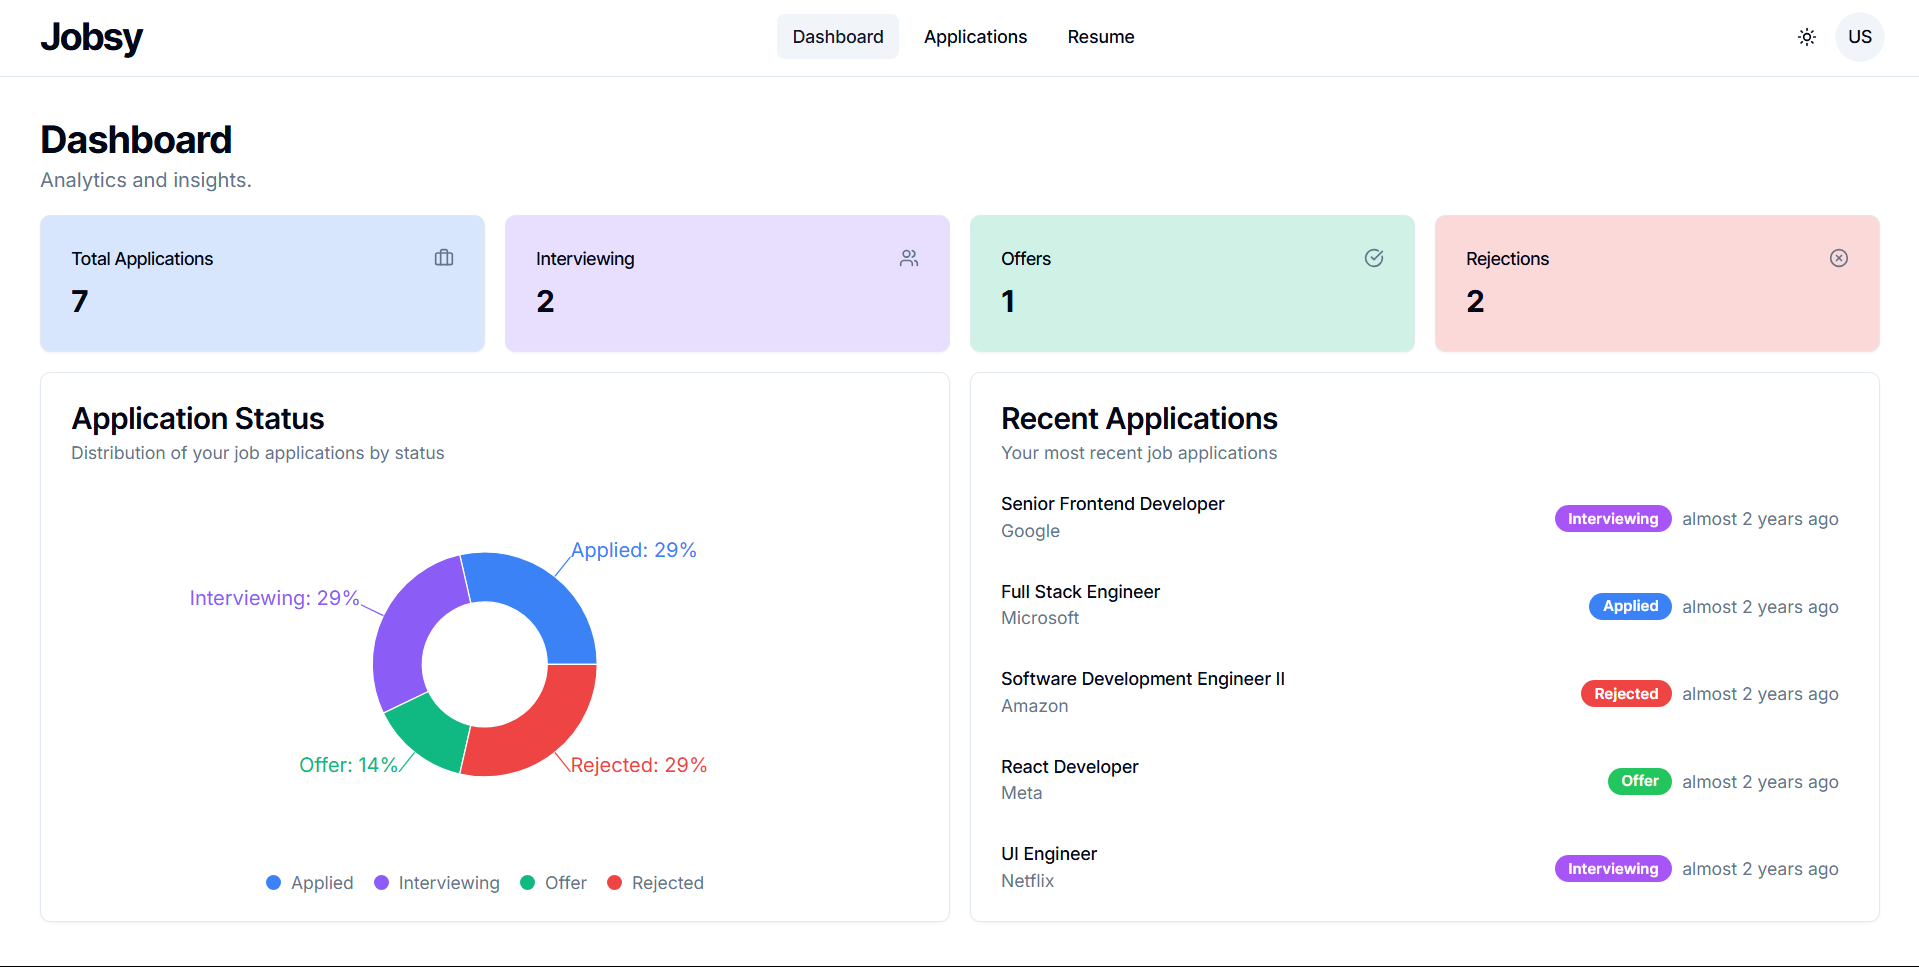 Jobsy
Dashboard
Applications
Resume
US
Dashboard
Analytics and insights.
Total Applications
7
Interviewing
2
Offers
1
Rejections
2
Application Status
Distribution of your job applications by status
Applied: 29%
Interviewing: 29%
Offer: 14%
Rejected: 29%
Applied
Interviewing
Offer
Rejected
Recent Applications
Your most recent job applications
Senior Frontend Developer
Google
Interviewing
almost 2 years ago
Full Stack Engineer
Microsoft
Applied
almost 2 years ago
Software Development Engineer II
Amazon
Rejected
almost 2 years ago
React Developer
Meta
Offer
almost 2 years ago
UI Engineer
Netflix
Interviewing
almost 2 years ago